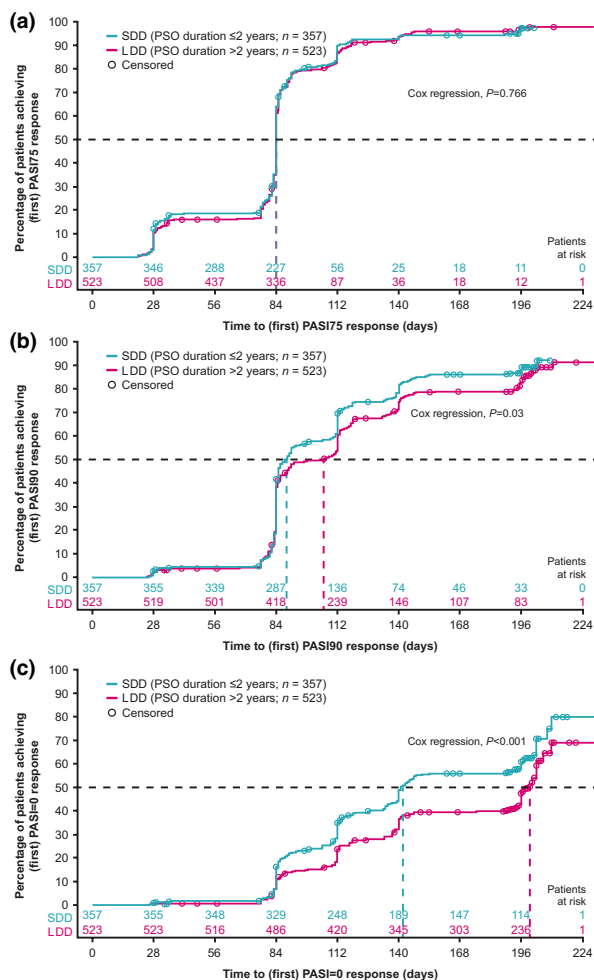 (a)
100
90
80
70
60
50
40
30
20
10
0
Percentage of patients achieving
(first) PASI75 response
SDD (PSO duration ≤2 years; n = 357)
LDD (PSO duration >2 years; n = 523)
Censored
Cox regression, P=0.766
Patients
at risk
SDD 357 346 288 227 56 25 18 11 0
LDD 523 508 437 336 87 36 18 12 1
0 28 56 84 112 140 168 196 224
Time to (first) PASI75 response (days)
(b)
100
90
80
70
60
50
40
30
20
10
0
Percentage of patients achieving
(first) PASI90 response
SDD (PSO duration ≤2 years; n = 357)
LDD (PSO duration >2 years; n = 523)
Censored
Cox regression, P=0.03
Patients
at risk
SDD 357 355 339 287 136 74 46 33 0
LDD 523 519 501 418 239 146 107 83 1
0 28 56 84 112 140 168 196 224
Time to (first) PASI90 response (days)
(c)
100
90
80
70
60
50
40
30
20
10
0
Percentage of patients achieving
(first) PASI=0 response
SDD (PSO duration ≤2 years; n = 357)
LDD (PSO duration >2 years; n = 523)
Censored
Cox regression, P<0.001
Patients
at risk
SDD 357 355 348 329 248 189 147 114 1
LDD 523 523 516 486 420 345 303 236 1
0 28 56 84 112 140 168 196 224
Time to (first) PASI=0 response (days)